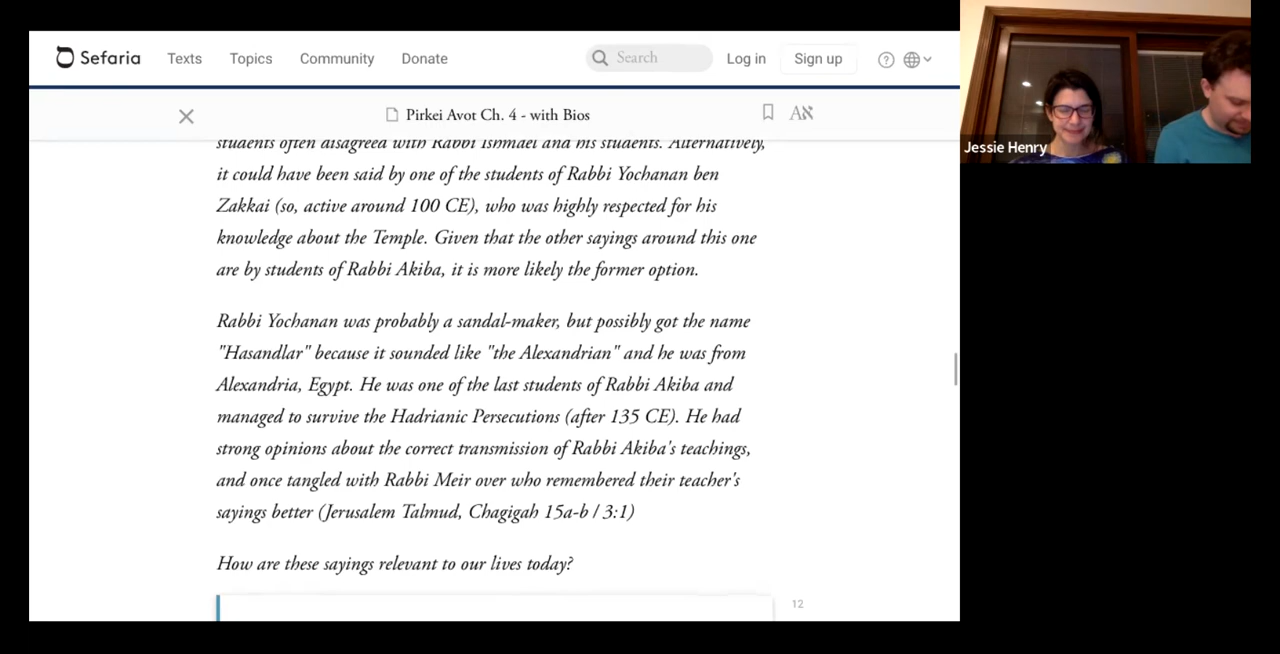 Sefaria Texts Topics Community Donate Search Log in Sign up
Pirkei Avot Ch. 4 - with Bios
students often disagreed with Rabbi Ishmael and his students. Alternatively,
it could have been said by one of the students of Rabbi Yochanan ben
Zakkai (so, active around 100 CE), who was highly respected for his
knowledge about the Temple. Given that the other sayings around this one
are by students of Rabbi Akiba, it is more likely the former option.
Rabbi Yochanan was probably a sandal-maker, but possibly got the name
"Hasandlar" because it sounded like "the Alexandrian" and he was from
Alexandria, Egypt. He was one of the last students of Rabbi Akiba and
managed to survive the Hadrianic Persecutions (after 135 CE). He had
strong opinions about the correct transmission of Rabbi Akiba's teachings,
and once tangled with Rabbi Meir over who remembered their teacher's
sayings better (Jerusalem Talmud, Chagigah 15a-b / 3:1)
How are these sayings relevant to our lives today?
12
Jessie Henry